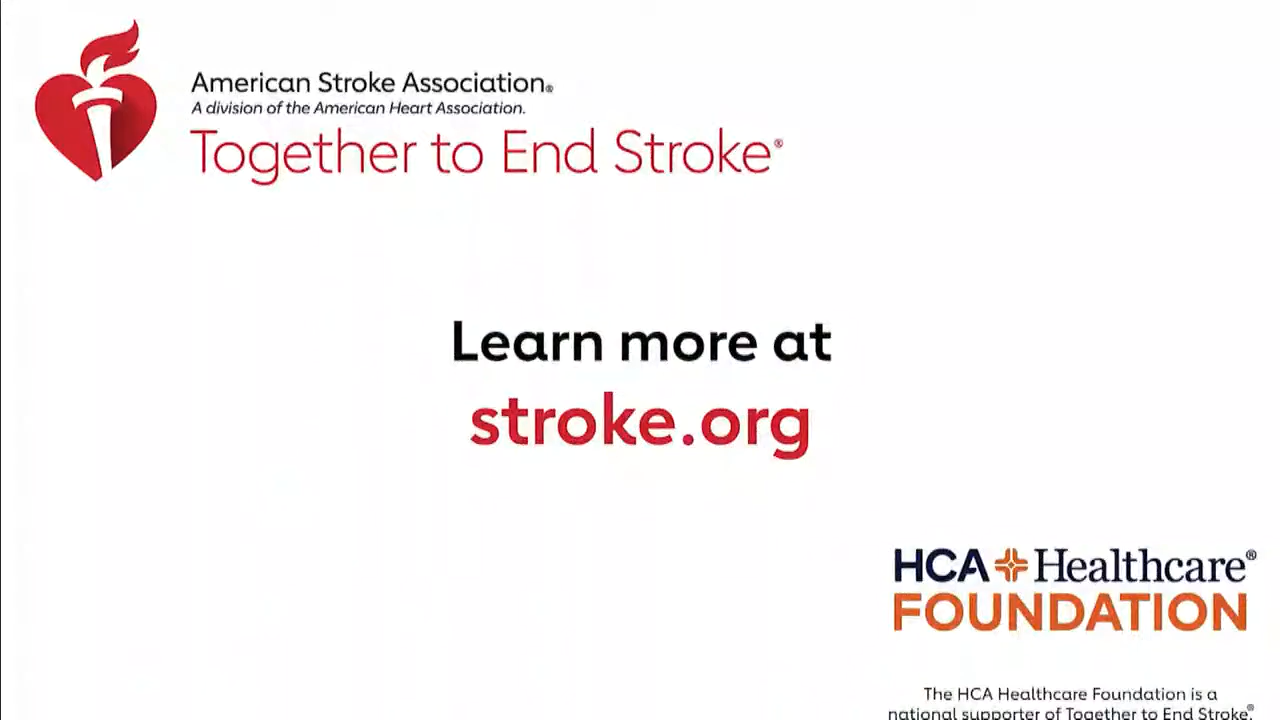 American Stroke Association®
A division of the American Heart Association.
Together to End Stroke®
Learn more at
stroke.org
HCA Healthcare®
FOUNDATION
The HCA Healthcare Foundation is a
national supporter of Together to End Stroke.®